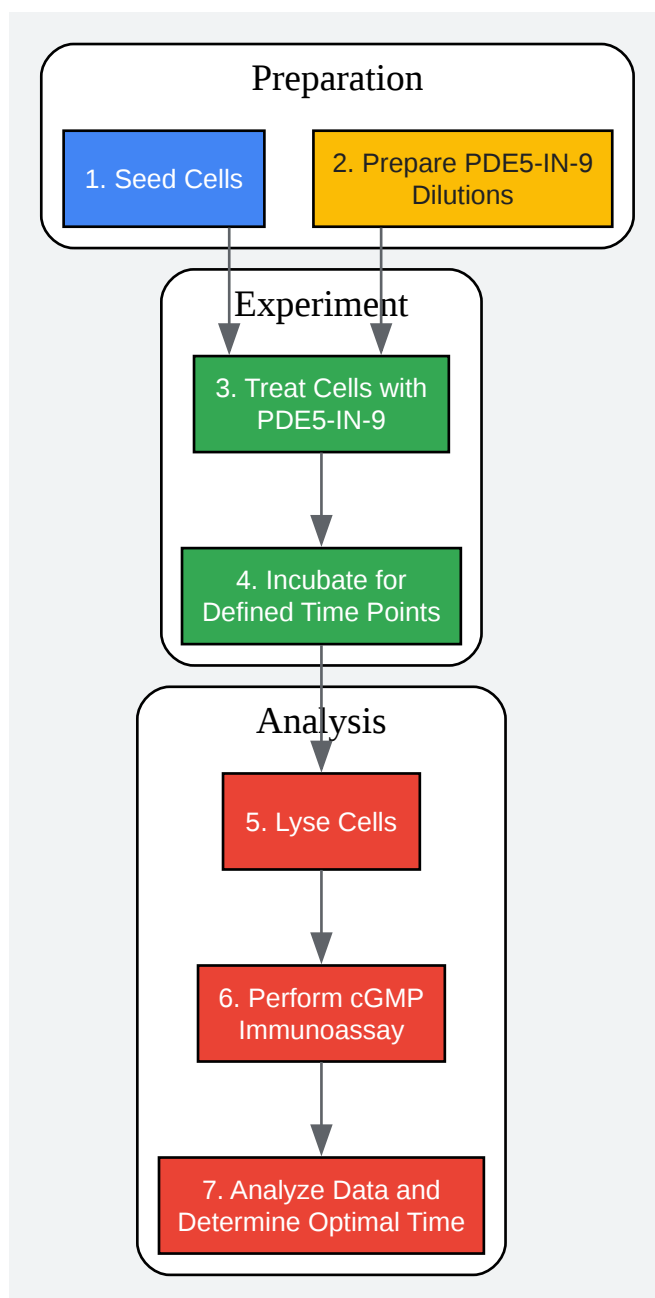 Preparation
1. Seed Cells
2. Prepare PDE5-IN-9
Dilutions
Experiment
3. Treat Cells with
PDE5-IN-9
4. Incubate for
Defined Time Points
Analysis
5. Lyse Cells
6. Perform cGMP
Immunoassay
7. Analyze Data and
Determine Optimal Time